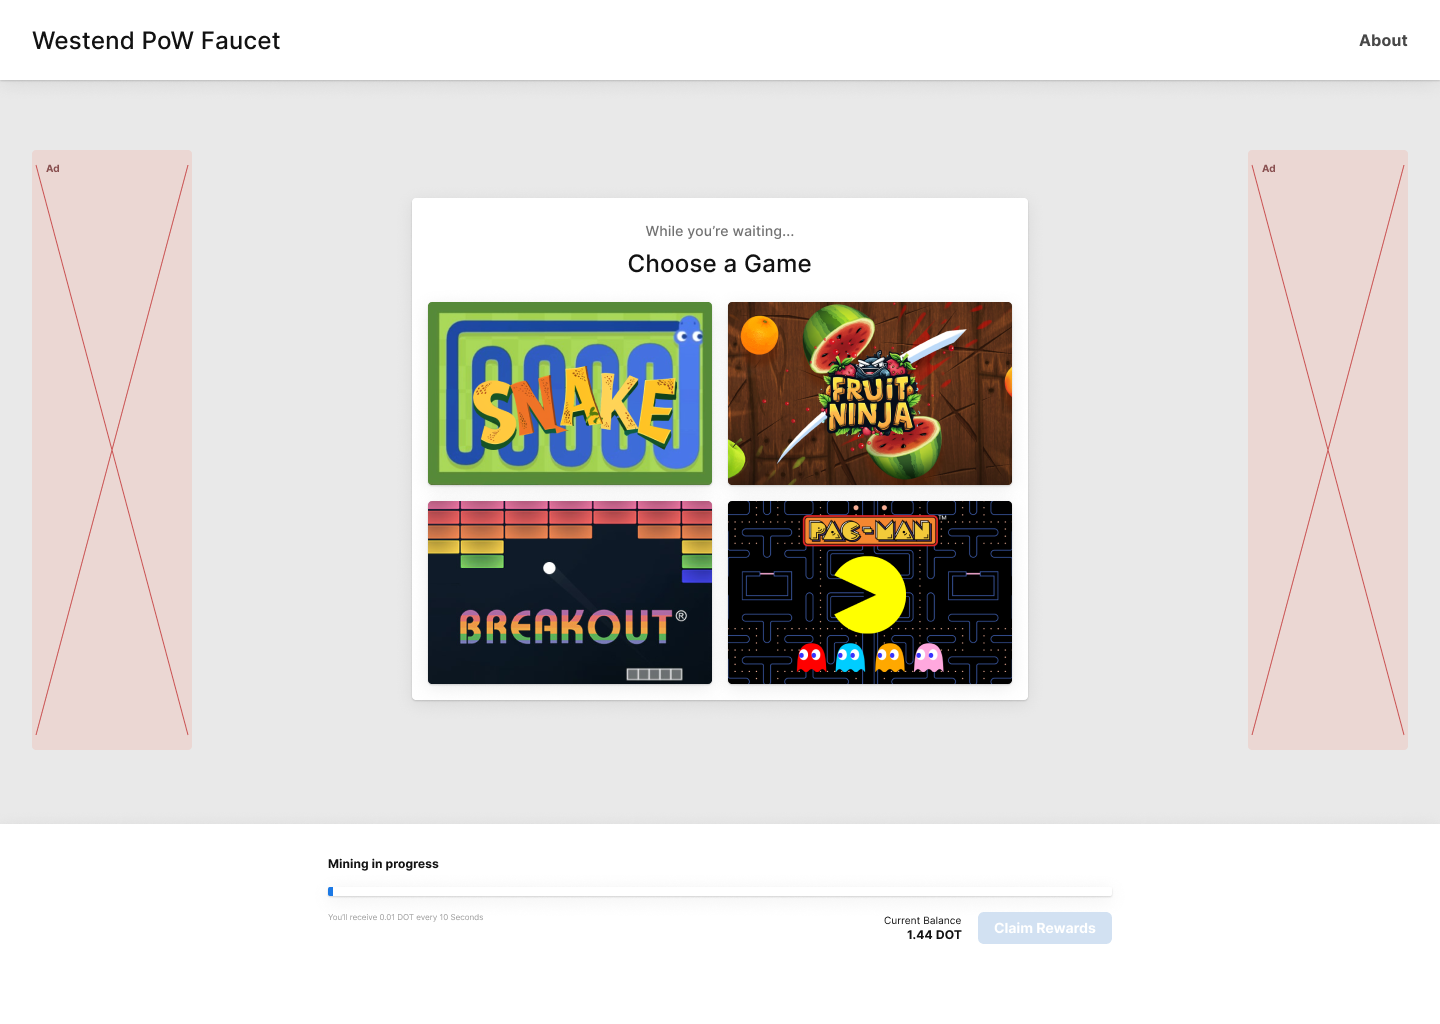 Westend PoW Faucet
About
Ad
Ad
While you’re waiting...
Choose a Game
SNAKE
FRUIT
NINJA
BREAKOUT®
PAC-MAN™
Mining in progress
You'll receive 0.01 DOT every 10 Seconds
Current Balance
1.44 DOT
Claim Rewards